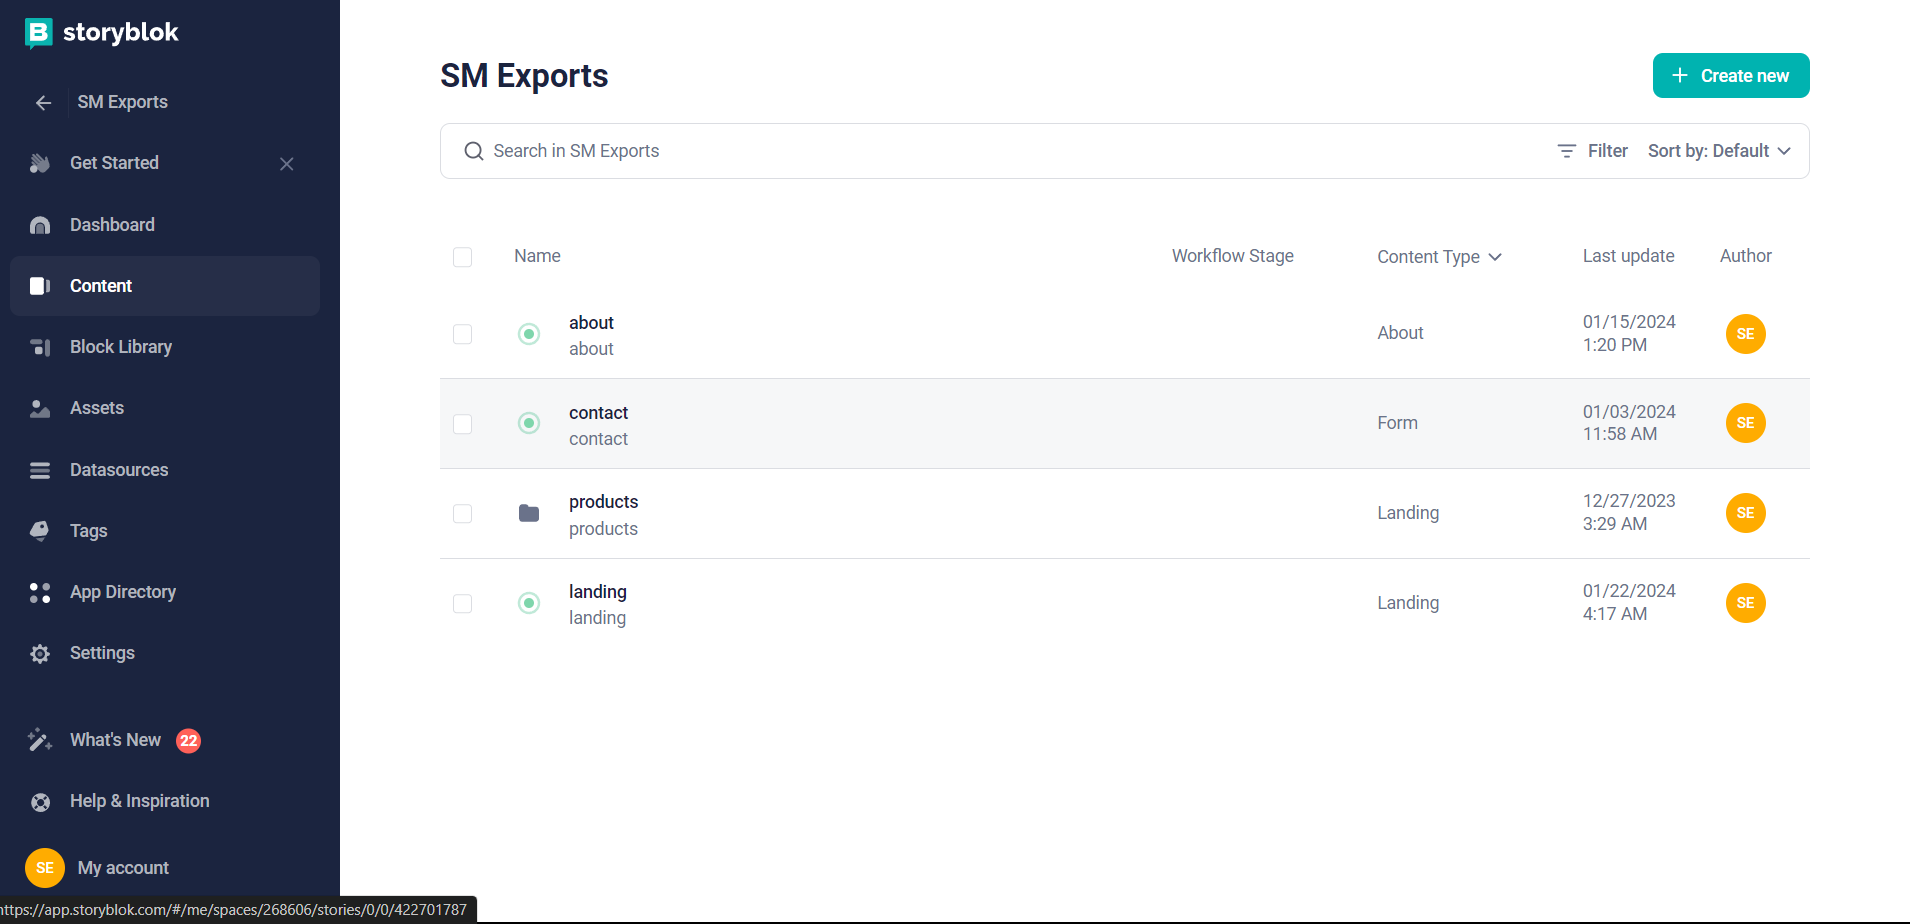 storyblok
SM Exports
Get Started
Dashboard
Content
Block Library
Assets
Datasources
Tags
App Directory
Settings
What's New 22
Help & Inspiration
SE My account
https://app.storyblok.com/#/me/spaces/268606/stories/0/0/422701787
SM Exports
Create new
Search in SM Exports Filter Sort by: Default
Name Workflow Stage Content Type Last update Author
about
about
About
01/15/2024
1:20 PM
SE
contact
contact
Form
01/03/2024
11:58 AM
SE
products
products
Landing
12/27/2023
3:29 AM
SE
landing
landing
Landing
01/22/2024
4:17 AM
SE